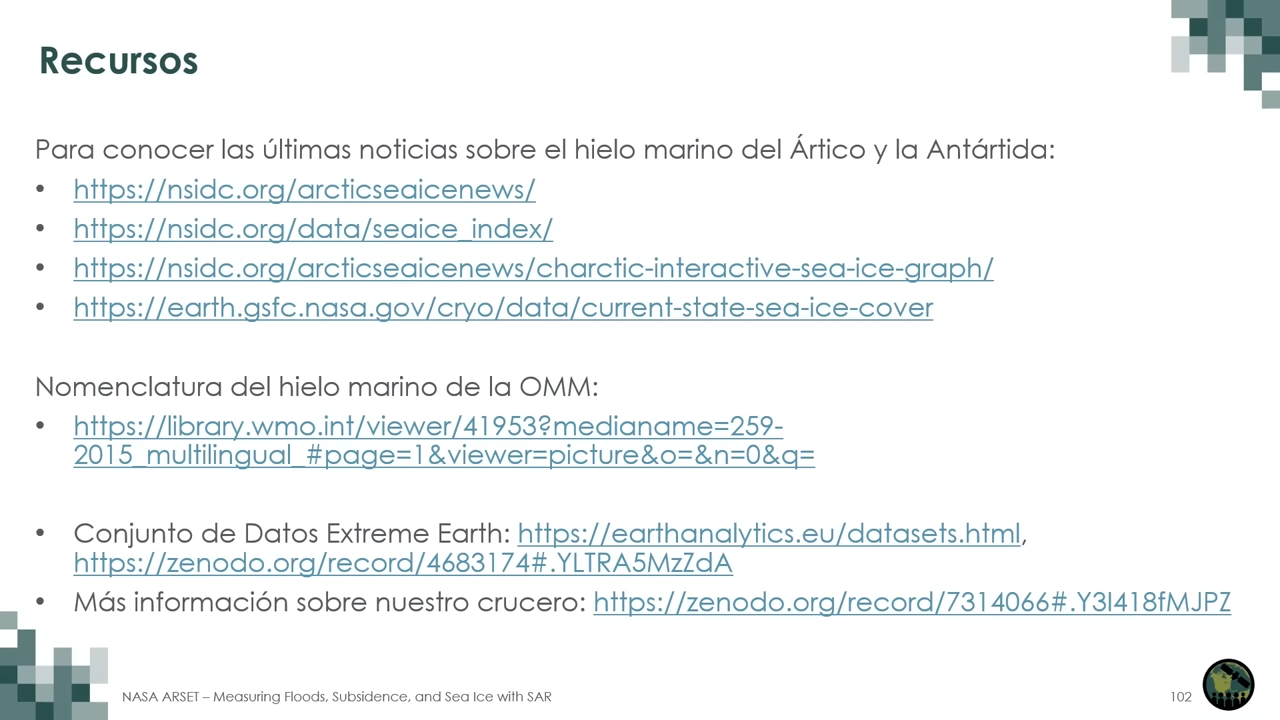 Recursos
Para conocer las últimas noticias sobre el hielo marino del Ártico y la Antártida:
• https://nsidc.org/arcticseaicenews/
• https://nsidc.org/data/seaice_index/
• https://nsidc.org/arcticseaicenews/charctic-interactive-sea-ice-graph/
• https://earth.gsfc.nasa.gov/cryo/data/current-state-sea-ice-cover
Nomenclatura del hielo marino de la OMM:
• https://library.wmo.int/viewer/41953?medianame=259-
2015_multilingual_#page=1&viewer=picture&o=&n=0&q=
• Conjunto de Datos Extreme Earth: https://earthanalytics.eu/datasets.html,
https://zenodo.org/record/4683174#.YLTRA5MzZdA
• Más información sobre nuestro crucero: https://zenodo.org/record/7314066#.Y3I418fMJPZ
NASA ARSET – Measuring Floods, Subsidence, and Sea Ice with SAR
102